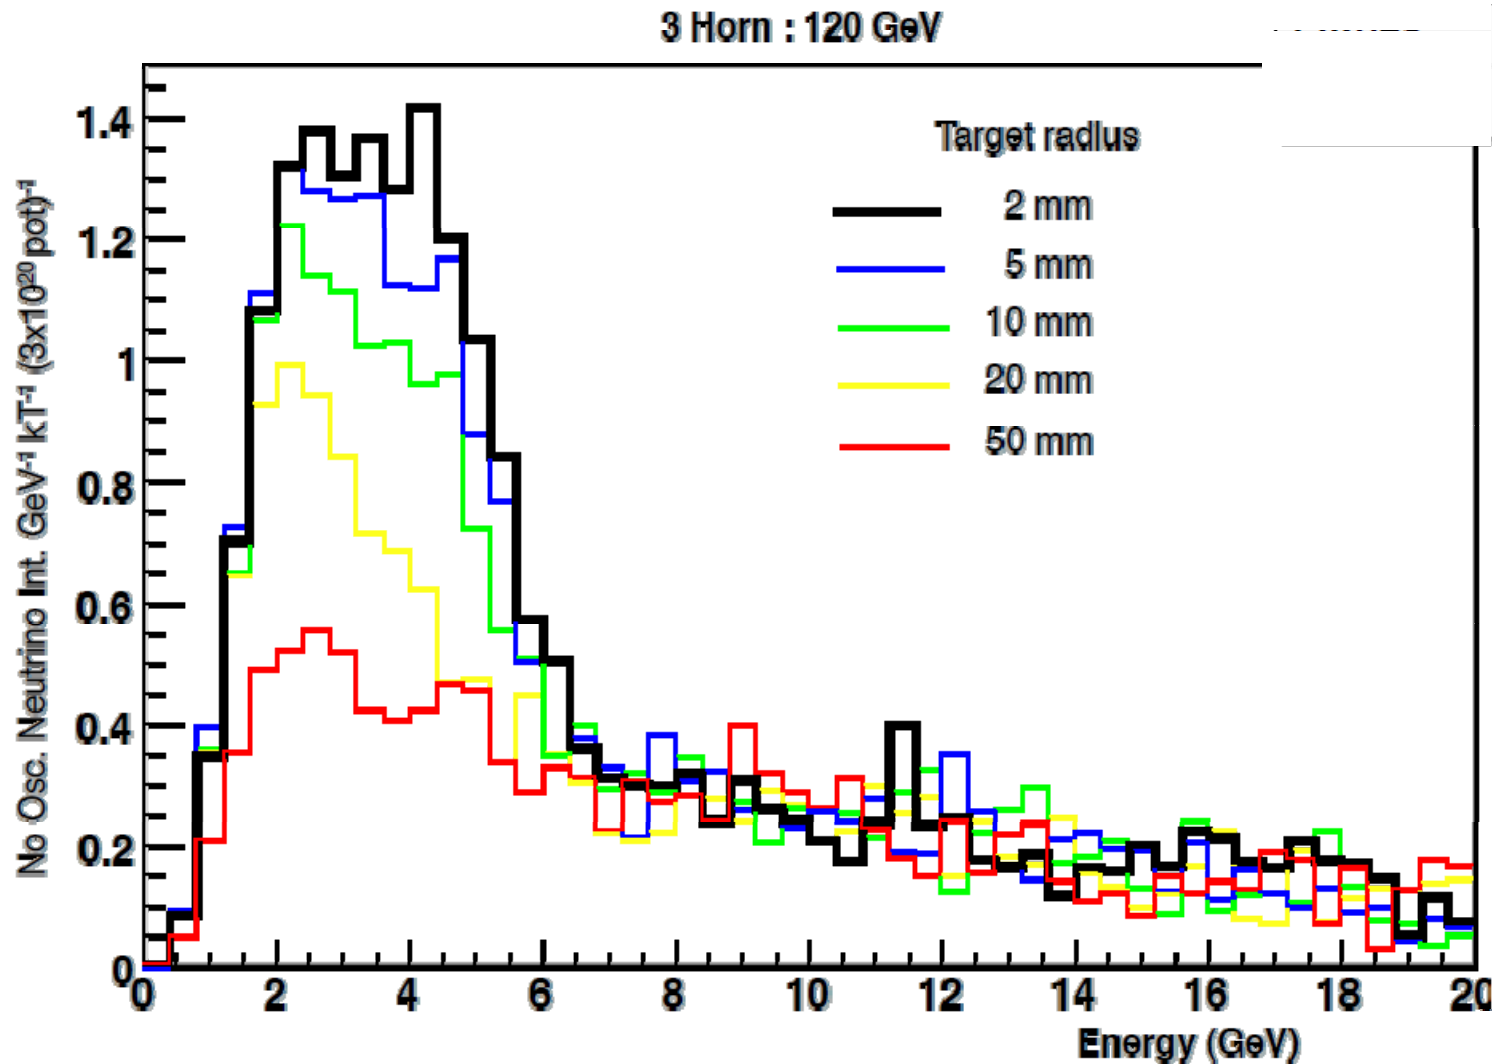 3 Horn : 120 GeV
No Osc. Neutrino Int. GeV⁻¹ kT⁻¹ (3x10²⁰ pot)⁻¹
1.4
1.2
1
0.8
0.6
0.4
0.2
0
Target radius
2 mm
5 mm
10 mm
20 mm
50 mm
0 2 4 6 8 10 12 14 16 18 20
Energy (GeV)